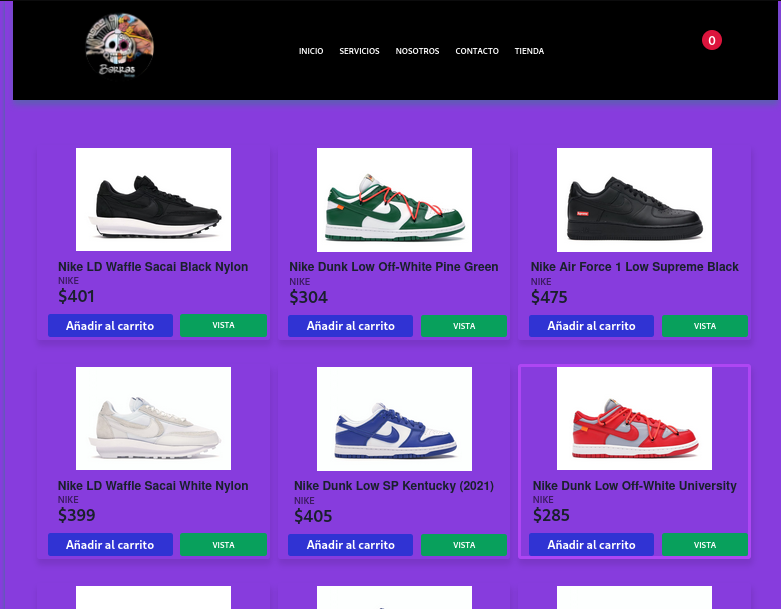 Barras
INICIO SERVICIOS NOSOTROS CONTACTO TIENDA
0
Nike LD Waffle Sacai Black Nylon
NIKE
$401
Añadir al carrito VISTA
Nike Dunk Low Off-White Pine Green
NIKE
$304
Añadir al carrito VISTA
Nike Air Force 1 Low Supreme Black
NIKE
$475
Añadir al carrito VISTA
Nike LD Waffle Sacai White Nylon
NIKE
$399
Añadir al carrito VISTA
Nike Dunk Low SP Kentucky (2021)
NIKE
$405
Añadir al carrito VISTA
Nike Dunk Low Off-White University
NIKE
$285
Añadir al carrito VISTA